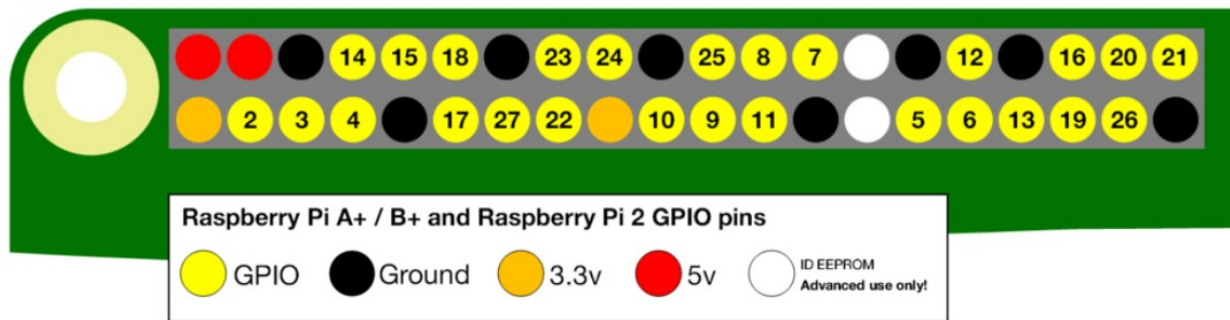 14 15 18 23 24 25 8 7 12 16 20 21
2 3 4 17 27 22 10 9 11 5 6 13 19 26
Raspberry Pi A+ / B+ and Raspberry Pi 2 GPIO pins
GPIO Ground 3.3v 5v ID EEPROM
Advanced use only!